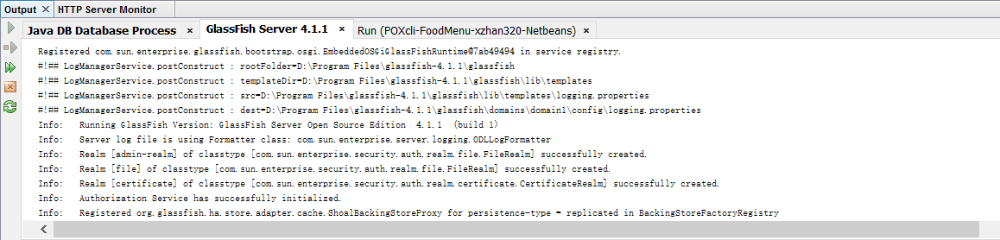 Output × HTTP Server Monitor
Java DB Database Process × GlassFish Server 4.1.1 × Run (POXcli-FoodMenu-xzhan320-Netbeans) ×
Registered com.sun.enterprise.glassfish.bootstrap.osgi.EmbeddedOSGiGlassFishRuntime@7ab49494 in service registry.
#!## LogManagerService.postConstruct : rootFolder=D:\Program Files\glassfish-4.1.1\glassfish
#!## LogManagerService.postConstruct : templateDir=D:\Program Files\glassfish-4.1.1\glassfish\lib\templates
#!## LogManagerService.postConstruct : src=D:\Program Files\glassfish-4.1.1\glassfish\lib\templates\logging.properties
#!## LogManagerService.postConstruct : dest=D:\Program Files\glassfish-4.1.1\glassfish\domains\domain1\config\logging.properties
Info: Running GlassFish Version: GlassFish Server Open Source Edition 4.1.1 (build 1)
Info: Server log file is using Formatter class: com.sun.enterprise.server.logging.ODLLogFormatter
Info: Realm [admin-realm] of classtype [com.sun.enterprise.security.auth.realm.file.FileRealm] successfully created.
Info: Realm [file] of classtype [com.sun.enterprise.security.auth.realm.file.FileRealm] successfully created.
Info: Realm [certificate] of classtype [com.sun.enterprise.security.auth.realm.certificate.CertificateRealm] successfully created.
Info: Authorization Service has successfully initialized.
Info: Registered org.glassfish.ha.store.adapter.cache.ShoalBackingStoreProxy for persistence-type = replicated in BackingStoreFactoryRegistry